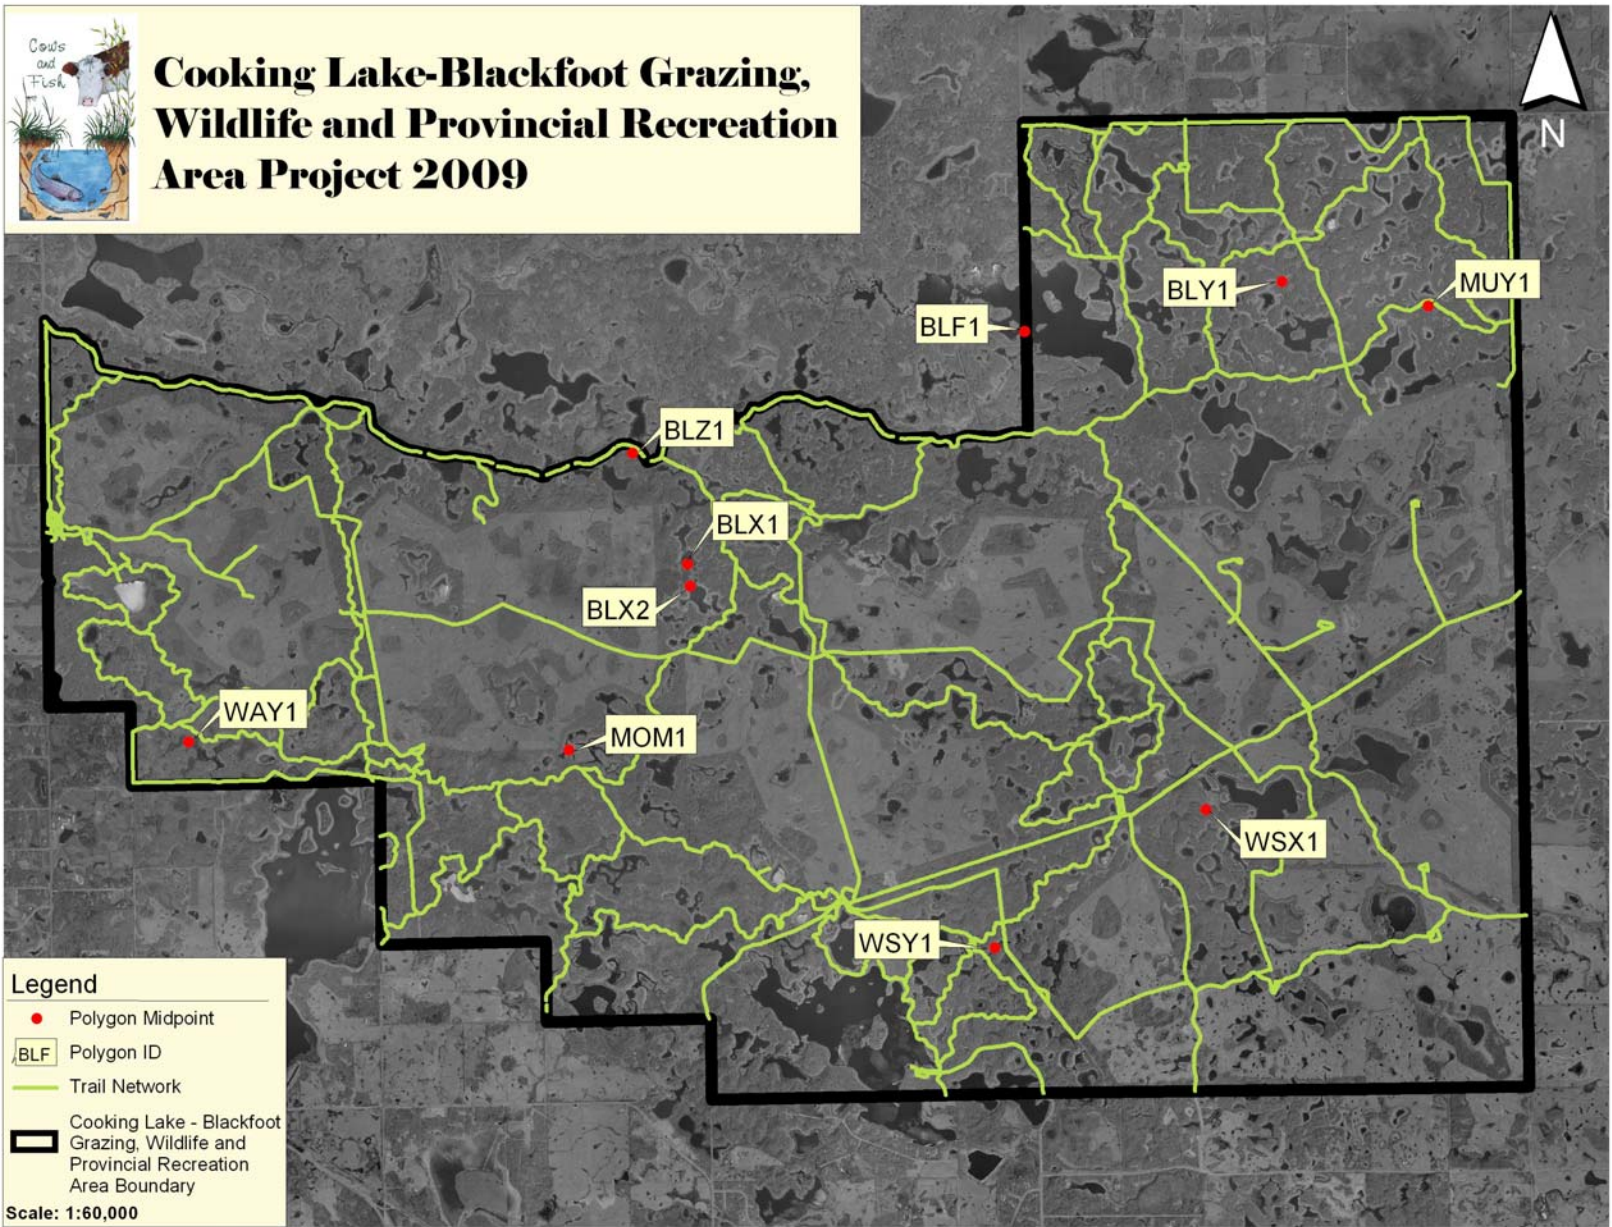 Cows
and
Fish
Cooking Lake-Blackfoot Grazing,
Wildlife and Provincial Recreation
Area Project 2009
N
BLY1
MUY1
BLF1
BLZ1
BLX1
BLX2
WAY1
MOM1
WSX1
WSY1
Legend
Polygon Midpoint
BLF Polygon ID
Trail Network
Cooking Lake - Blackfoot
Grazing, Wildlife and
Provincial Recreation
Area Boundary
Scale: 1:60,000